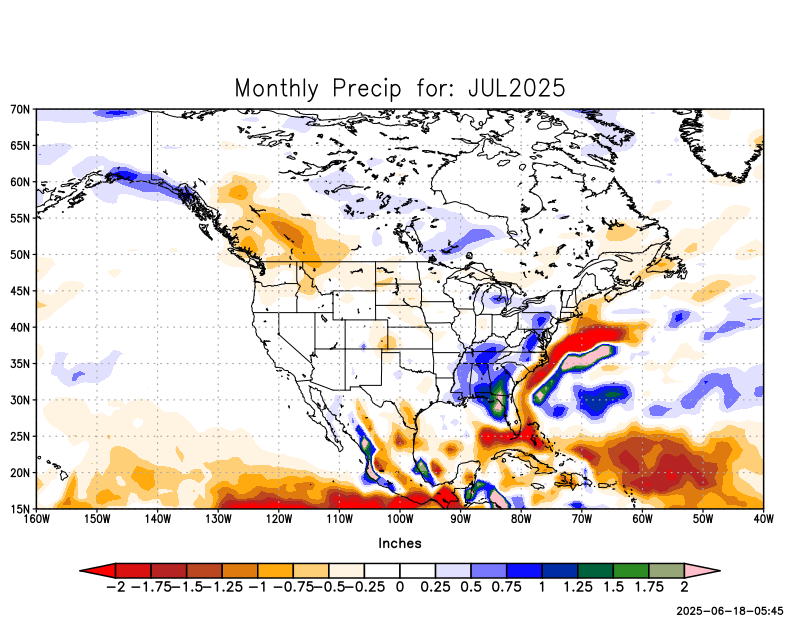 Monthly Precip for: JUL2025
70N
65N
60N
55N
50N
45N
40N
35N
30N
25N
20N
15N
160W 150W 140W 130W 120W 110W 100W 90W 80W 70W 60W 50W 40W
Inches
-2 -1.75 -1.5 -1.25 -1 -0.75 -0.5 -0.25 0 0.25 0.5 0.75 1 1.25 1.5 1.75 2
2025-06-18-05:45